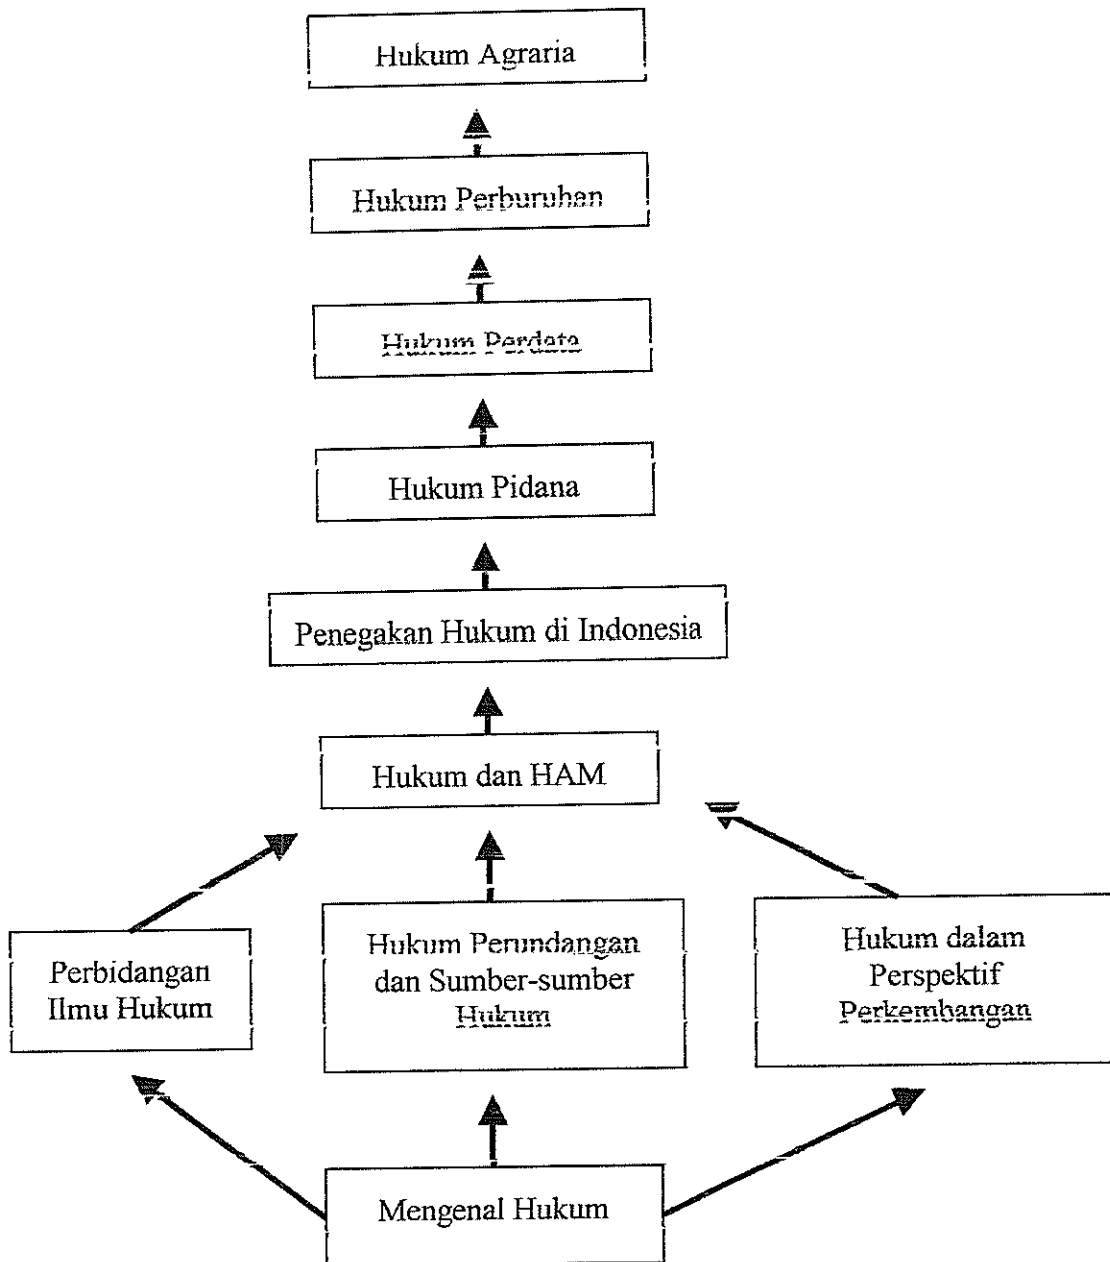 Hukum Agraria
Hukum Perburuhan
Hukum Perdata
Hukum Pidana
Penegakan Hukum di Indonesia
Hukum dan HAM
Perbidangan
Ilmu Hukum
Hukum Perundangan
dan Sumber-sumber
Hukum
Hukum dalam
Perspektif
Perkembangan
Mengenal Hukum